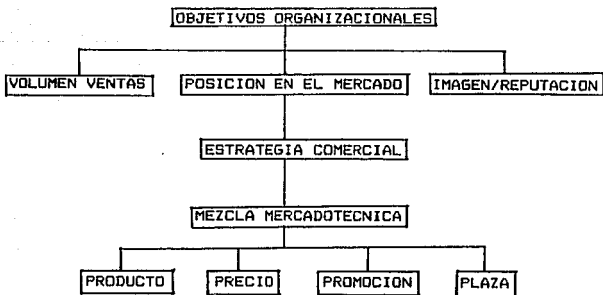 OBJETIVOS ORGANIZACIONALES
VOLUMEN VENTAS POSICION EN EL MERCADO IMAGEN/REPUTACION
ESTRATEGIA COMERCIAL
MEZCLA MERCADOTECNICA
PRODUCTO PRECIO PROMOCION PLAZA